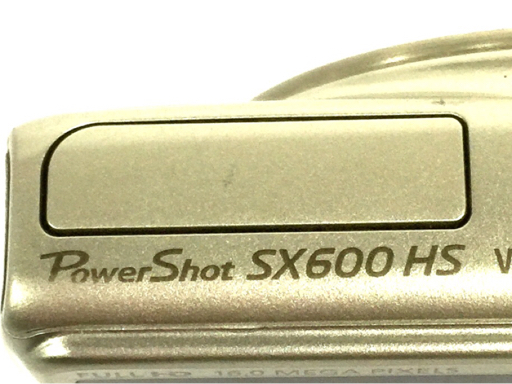 PowerShot SX600 HS W
FULL HD 16.0 MEGA PIXELS